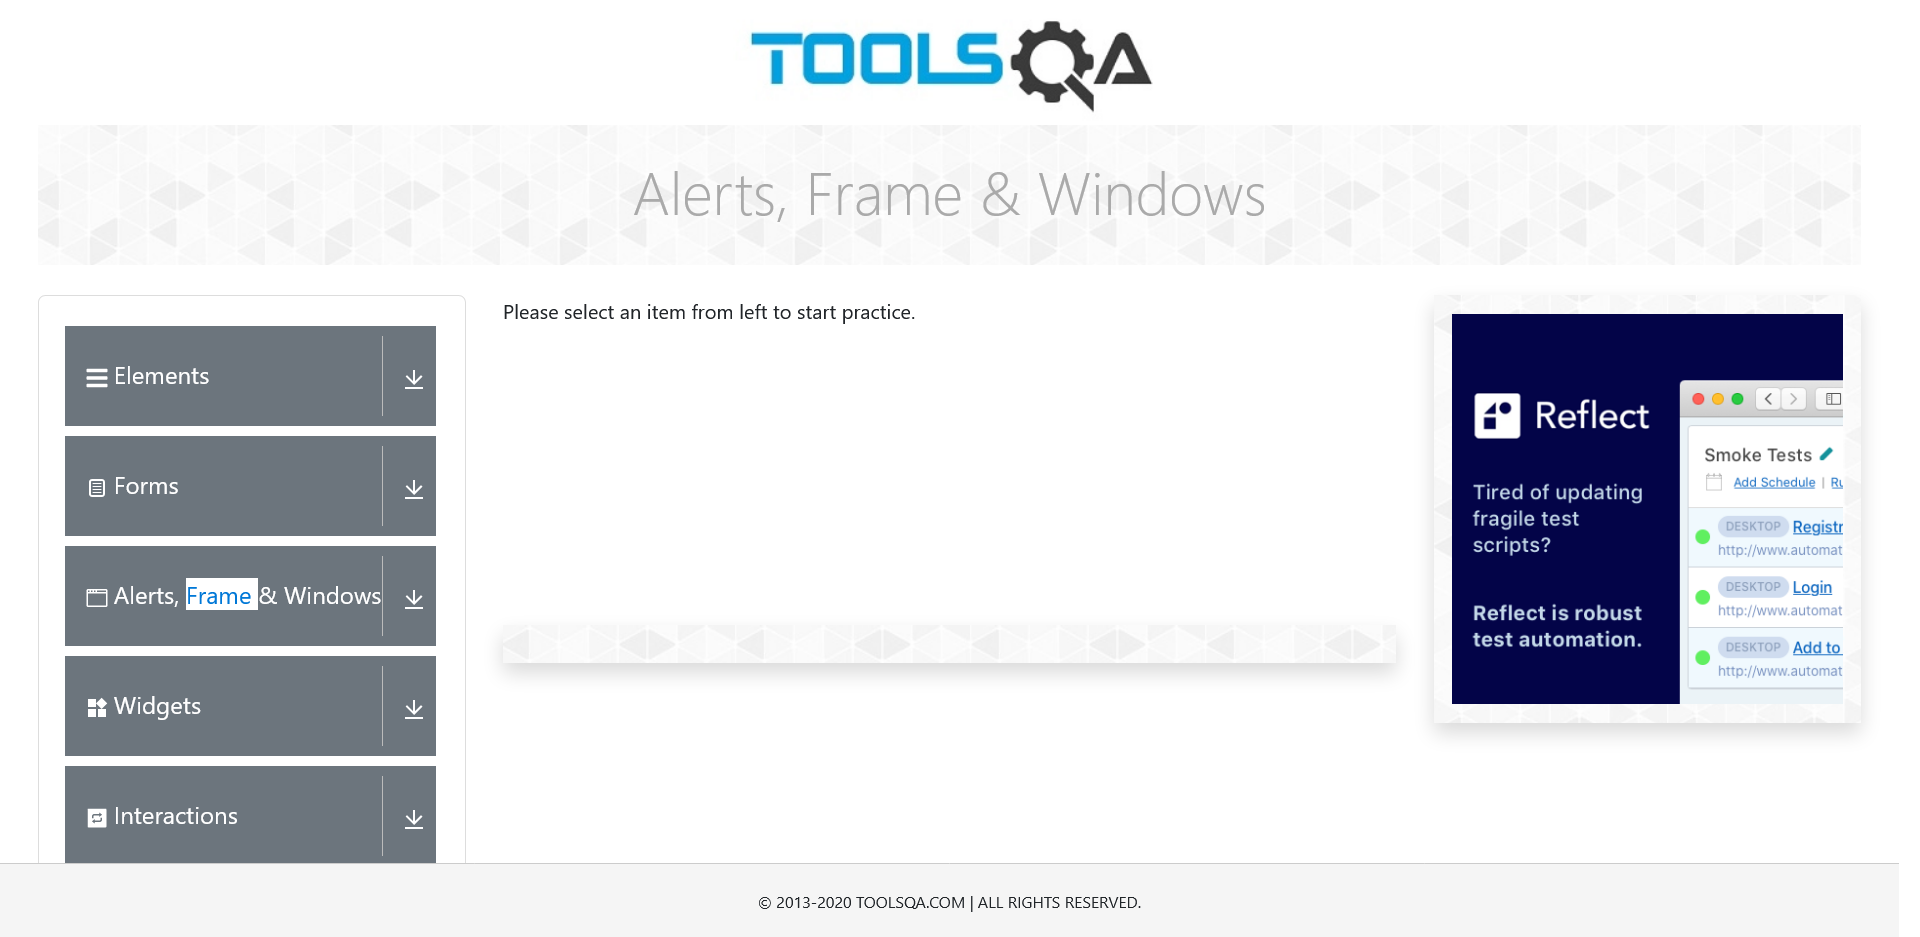 TOOLSQA
Alerts, Frame & Windows
Elements
Forms
Alerts, Frame & Windows
Widgets
Interactions
Please select an item from left to start practice.
Reflect
Tired of updating
fragile test
scripts?
Reflect is robust
test automation.
Smoke Tests
Add Schedule | Ru
DESKTOP Registr
http://www.automat
DESKTOP Login
http://www.automat
DESKTOP Add to
http://www.automat
© 2013-2020 TOOLSQA.COM | ALL RIGHTS RESERVED.